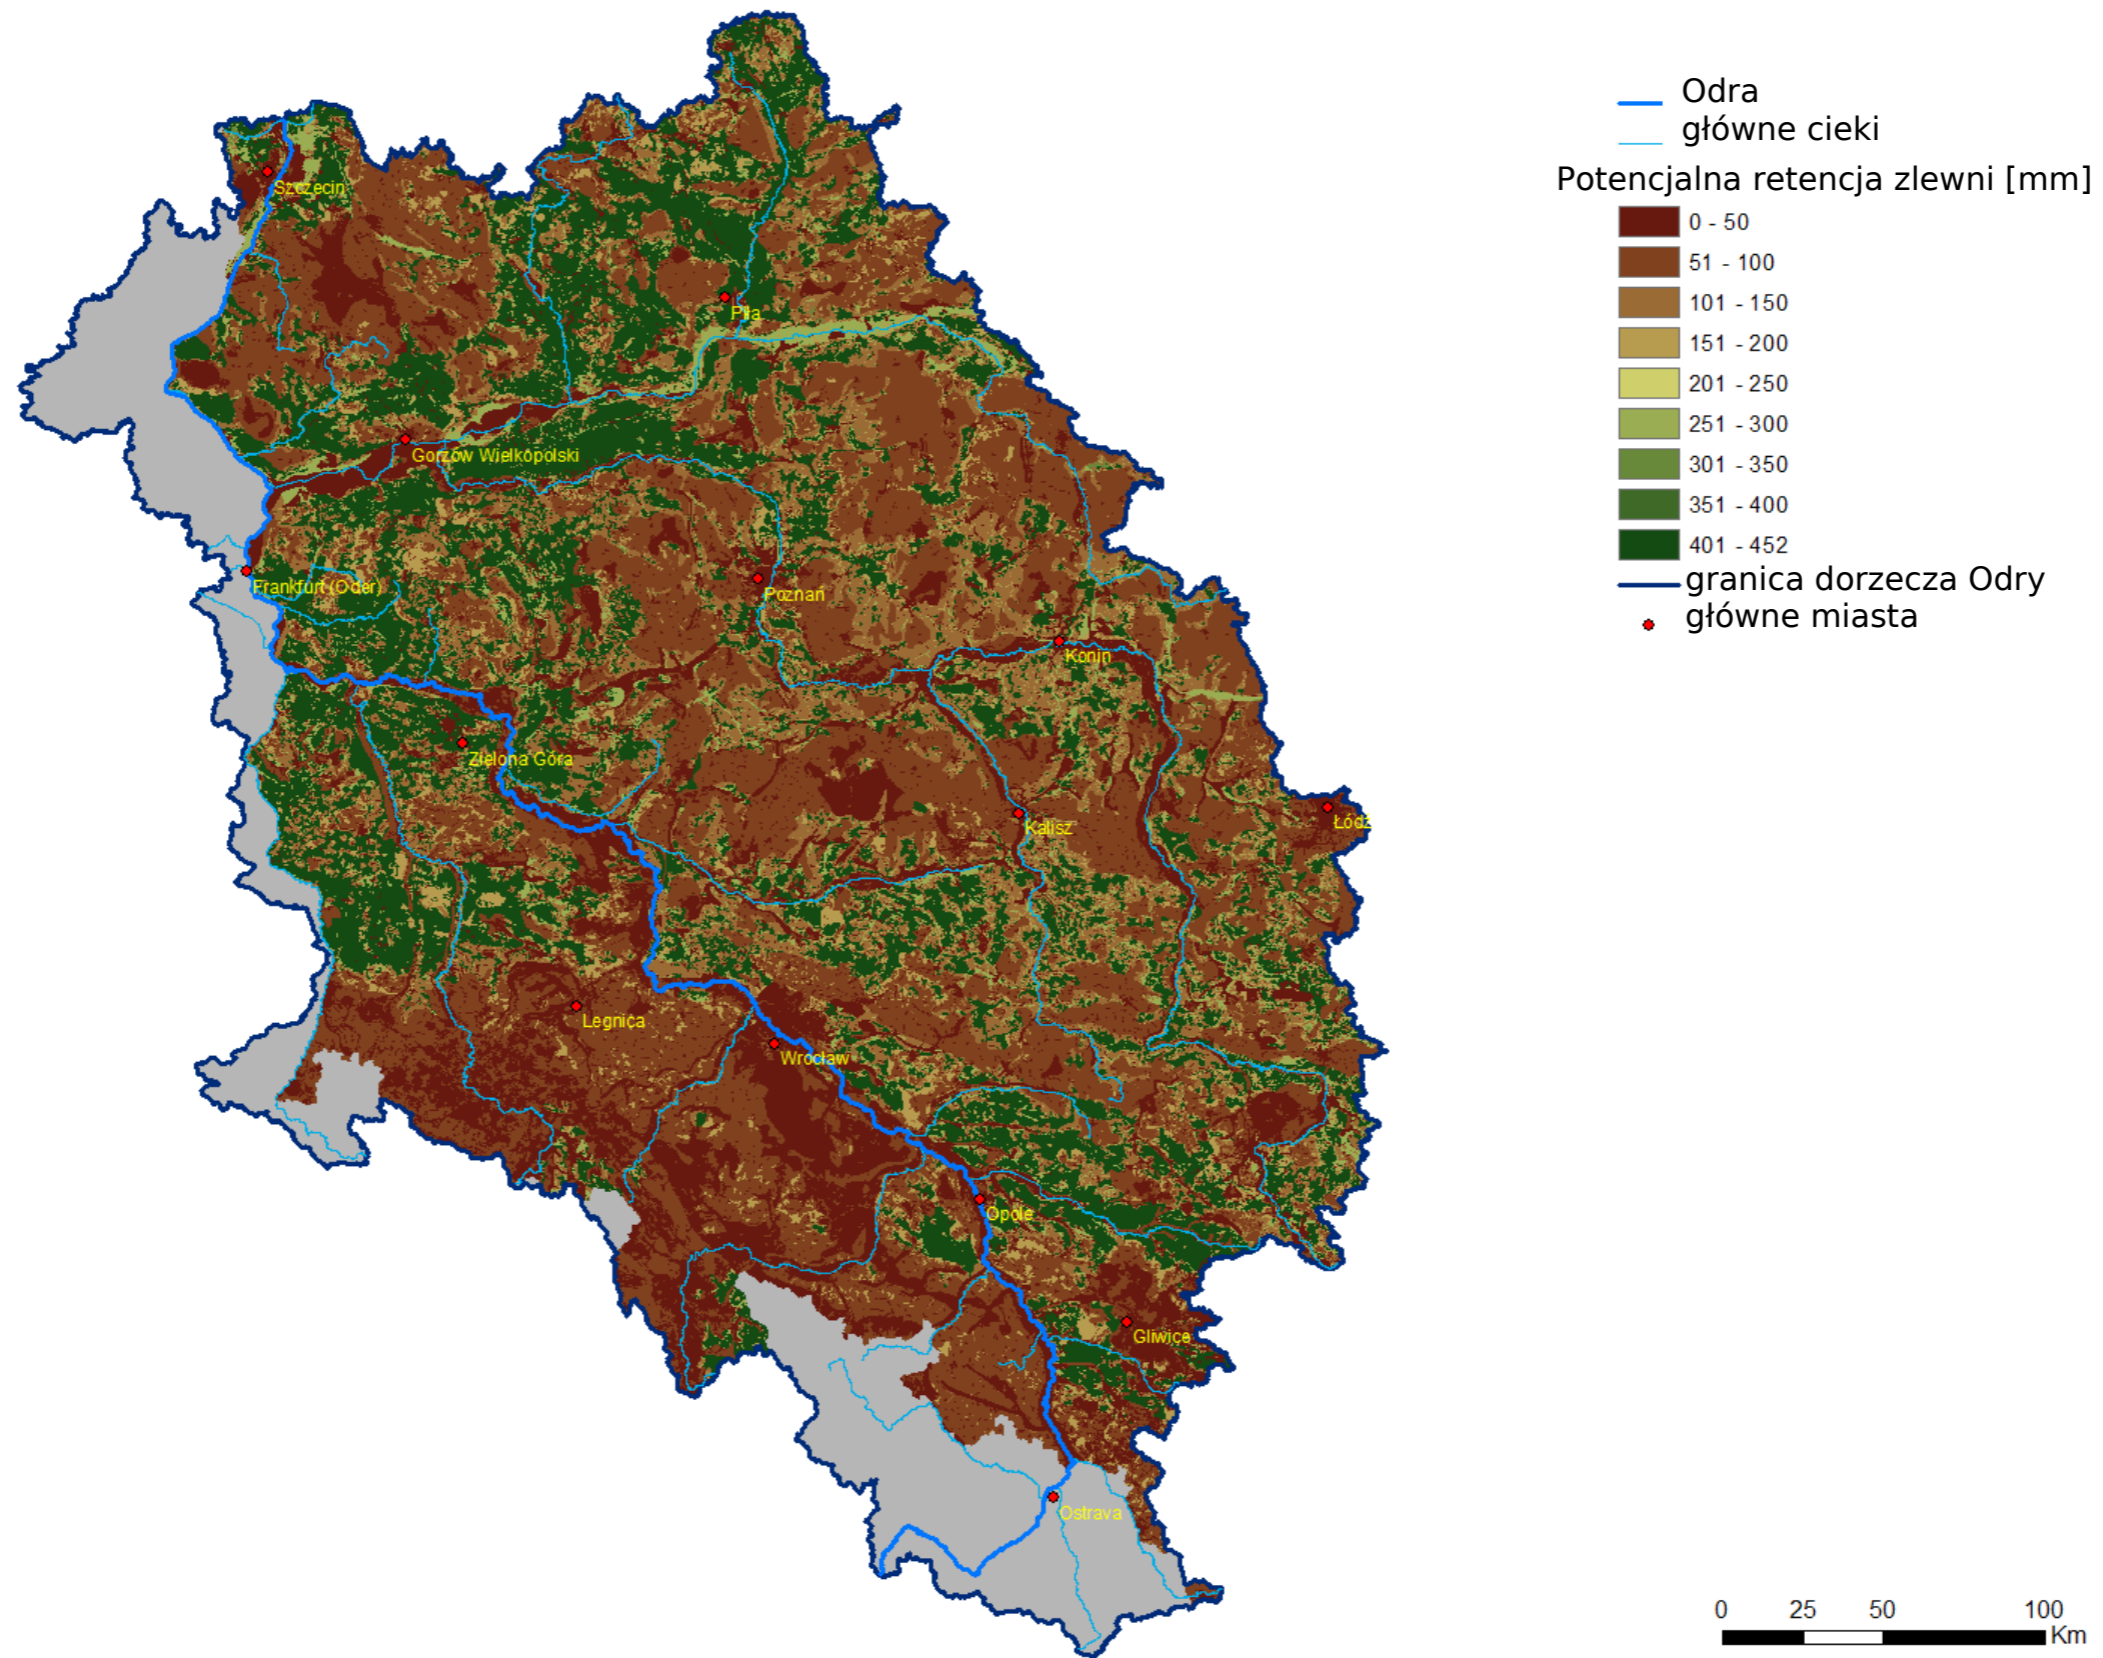 Odra
główne cieki
Potencjalna retencja zlewni [mm]
0 - 50
51 - 100
101 - 150
151 - 200
201 - 250
251 - 300
301 - 350
351 - 400
401 - 452
granica dorzecza Odry
główne miasta
Szczecin
Piła
Gorzów Wielkopolski
Frankfurt (Oder)
Poznań
Konin
Zielona Góra
Kalisz
Łódź
Legnica
Wrocław
Opole
Gliwice
Ostrava
0 25 50 100
Km